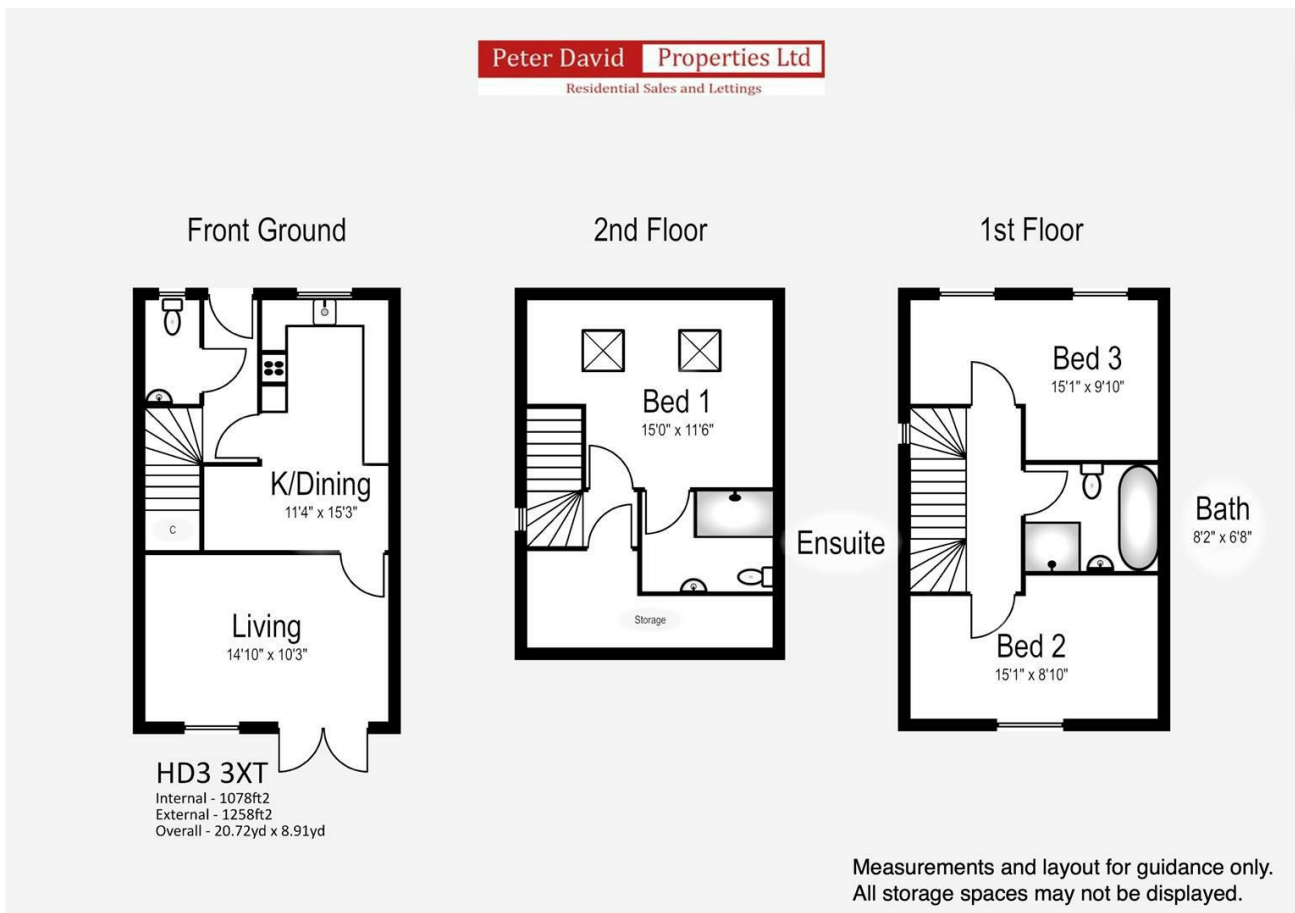 Peter David Properties Ltd
Residential Sales and Lettings
Front Ground
2nd Floor
1st Floor
K/Dining
11'4" x 15'3"
C
Living
14'10" x 10'3"
Bed 1
15'0" x 11'6"
Ensuite
Storage
Bed 3
15'1" x 9'10"
Bath
8'2" x 6'8"
Bed 2
15'1" x 8'10"
HD3 3XT
Internal - 1078ft2
External - 1258ft2
Overall - 20.72yd x 8.91yd
Measurements and layout for guidance only.
All storage spaces may not be displayed.